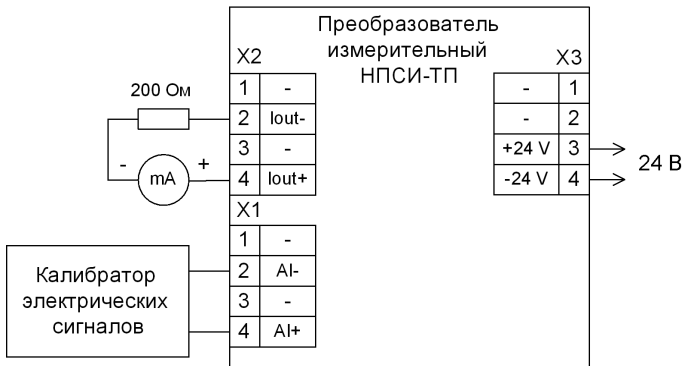 Преобразователь
измерительный
НПСИ-ТП
X2
1 -
2 Iout-
3 -
4 Iout+
200 Ом
- +
mA
X1
1 -
2 AI-
3 -
4 AI+
Калибратор
электрических
сигналов
X3
- 1
- 2
+24 V 3
-24 V 4
24 В